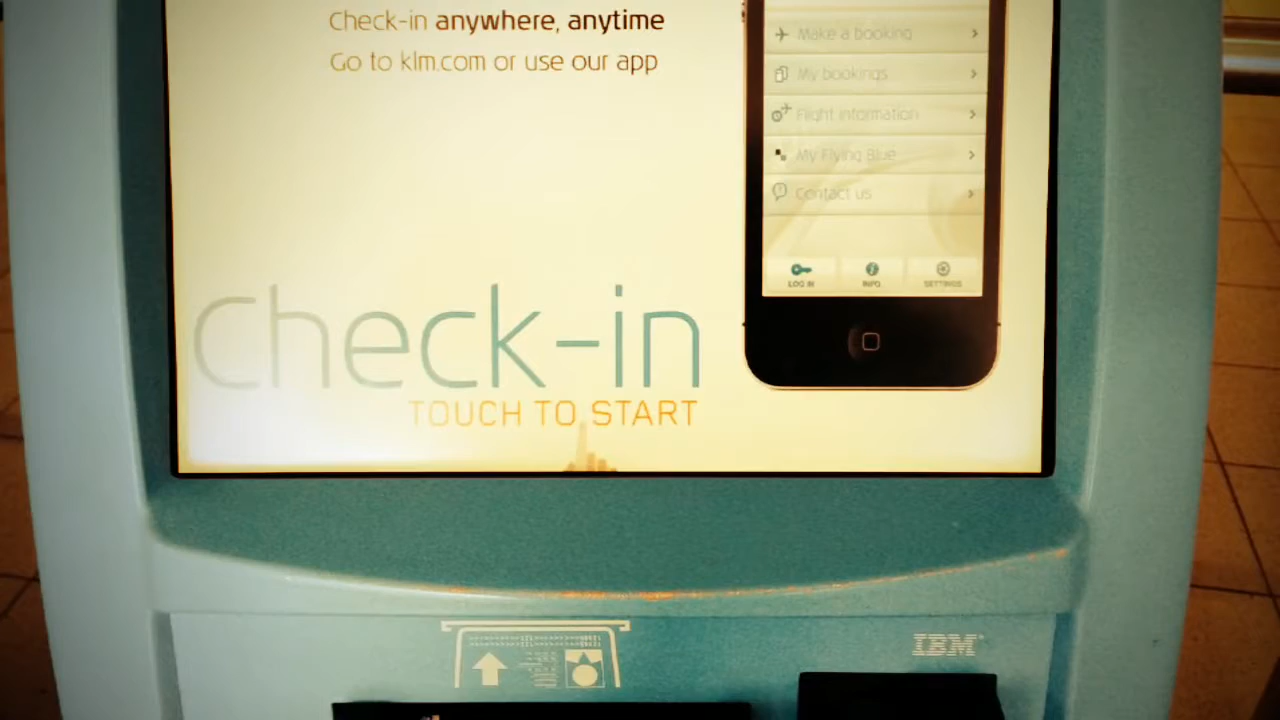 Check-in anywhere, anytime
Go to klm.com or use our app
Make a booking
My bookings
Flight information
My Flying Blue
Contact us
LOG IN
INFO
SETTINGS
Check-in
TOUCH TO START
IBM